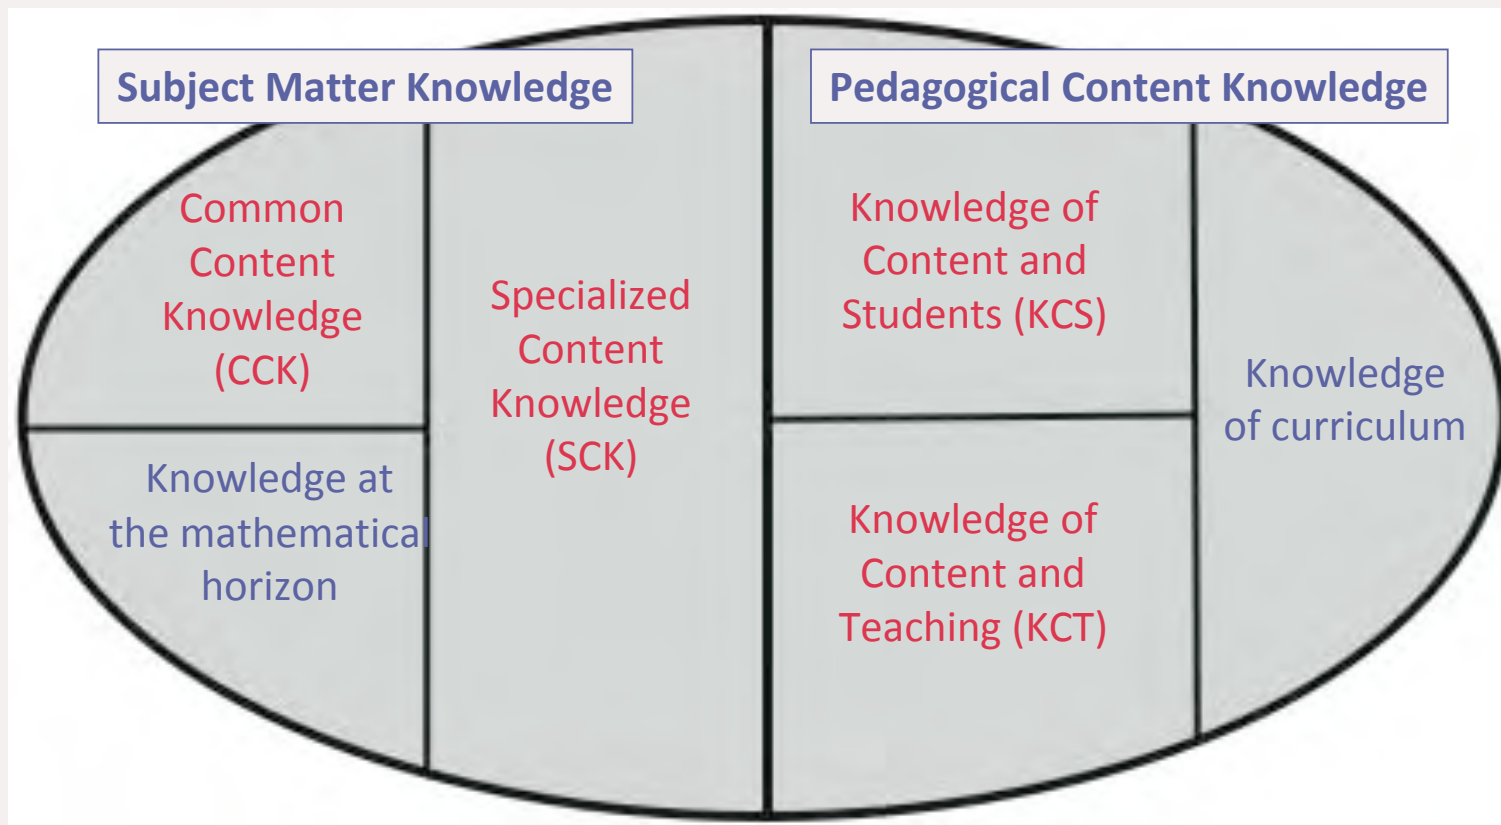 Subject Matter Knowledge
Pedagogical Content Knowledge
Common
Content
Knowledge
(CCK)
Knowledge at
the mathematical
horizon
Specialized
Content
Knowledge
(SCK)
Knowledge of
Content and
Students (KCS)
Knowledge of
Content and
Teaching (KCT)
Knowledge
of curriculum